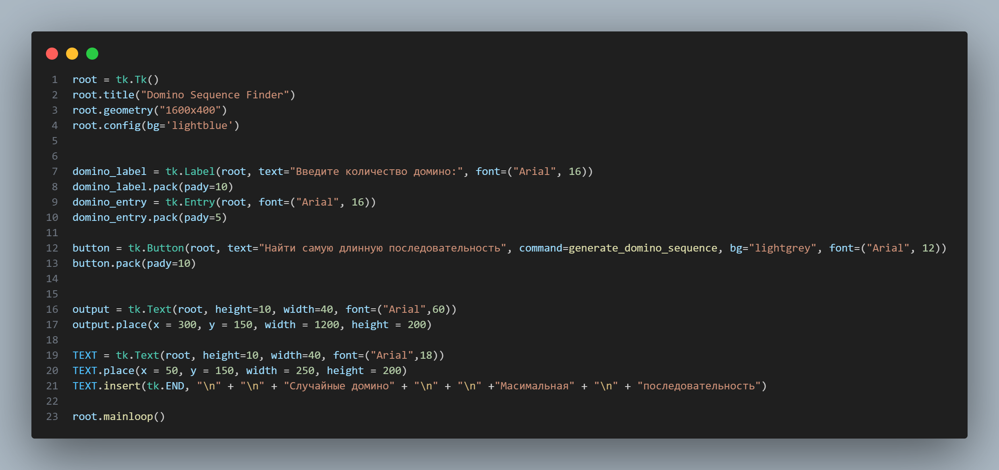 1 root = tk.Tk()
2 root.title("Domino Sequence Finder")
3 root.geometry("1600x400")
4 root.config(bg='lightblue')
5
6
7 domino_label = tk.Label(root, text="Введите количество домино:", font=("Arial", 16))
8 domino_label.pack(pady=10)
9 domino_entry = tk.Entry(root, font=("Arial", 16))
10 domino_entry.pack(pady=5)
11
12 button = tk.Button(root, text="Найти самую длинную последовательность", command=generate_domino_sequence, bg="lightgrey", font=("Arial", 12))
13 button.pack(pady=10)
14
15
16 output = tk.Text(root, height=10, width=40, font=("Arial",60))
17 output.place(x = 300, y = 150, width = 1200, height = 200)
18
19 TEXT = tk.Text(root, height=10, width=40, font=("Arial",18))
20 TEXT.place(x = 50, y = 150, width = 250, height = 200)
21 TEXT.insert(tk.END, "\n" + "\n" + "Случайные домино" + "\n" + "\n" +"Масимальная" + "\n" + "последовательность")
22
23 root.mainloop()